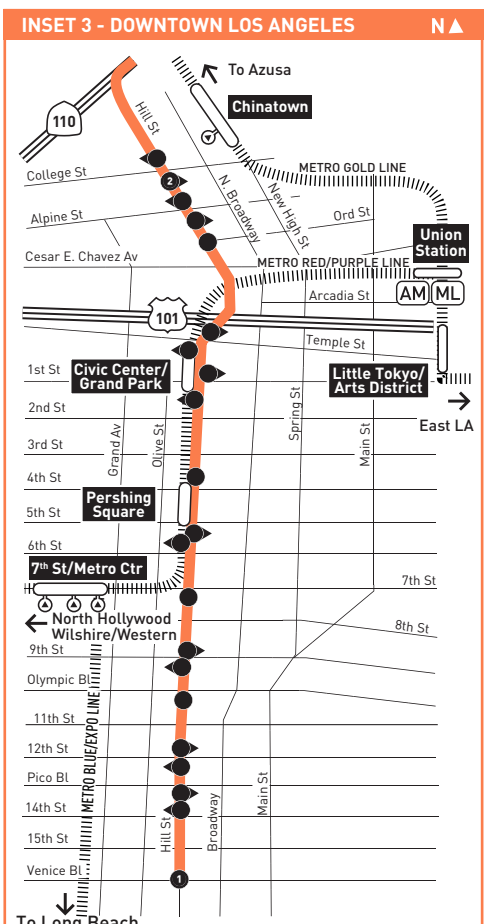 INSET 3 - DOWNTOWN LOS ANGELES
N
To Azusa
Chinatown
110
Hill St
College St
2
METRO GOLD LINE
N. Broadway
New High St
Alpine St
Ord St
Union
Station
Cesar E. Chavez Av
METRO RED/PURPLE LINE
AM
ML
Arcadia St
101
Temple St
1st St
Civic Center/
Grand Park
Little Tokyo/
Arts District
2nd St
East LA
Grand Av
Olive St
Spring St
Main St
3rd St
4th St
Pershing
Square
5th St
6th St
7th St/Metro Ctr
7th St
North Hollywood
Wilshire/Western
8th St
9th St
Olympic Bl
METRO BLUE/EXPO LINE
11th St
12th St
Pico Bl
Main St
14th St
Hill St
Broadway
15th St
Venice Bl
1
To Long Beach